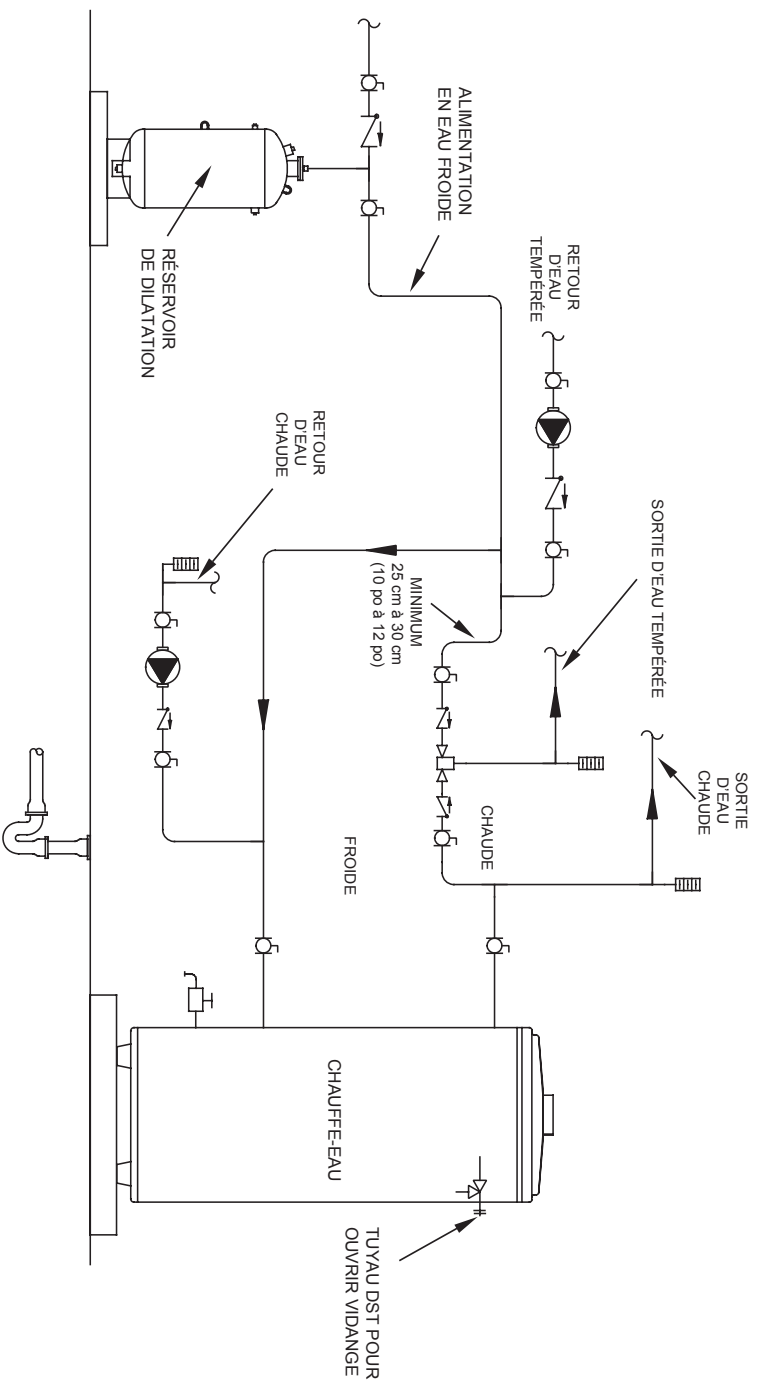 ALIMENTATION
EN EAU FROIDE
RETOUR
D'EAU
TEMPÉRÉE
SORTIE D'EAU TEMPÉRÉE
SORTIE
D'EAU
CHAUDE
RÉSERVOIR
DE DILATATION
RETOUR
D'EAU
CHAUDE
MINIMUM
25 cm à 30 cm
(10 po à 12 po)
CHAUDE
FROIDE
CHAUFFE-EAU
TUYAU DST POUR
OUVRIR VIDANGE